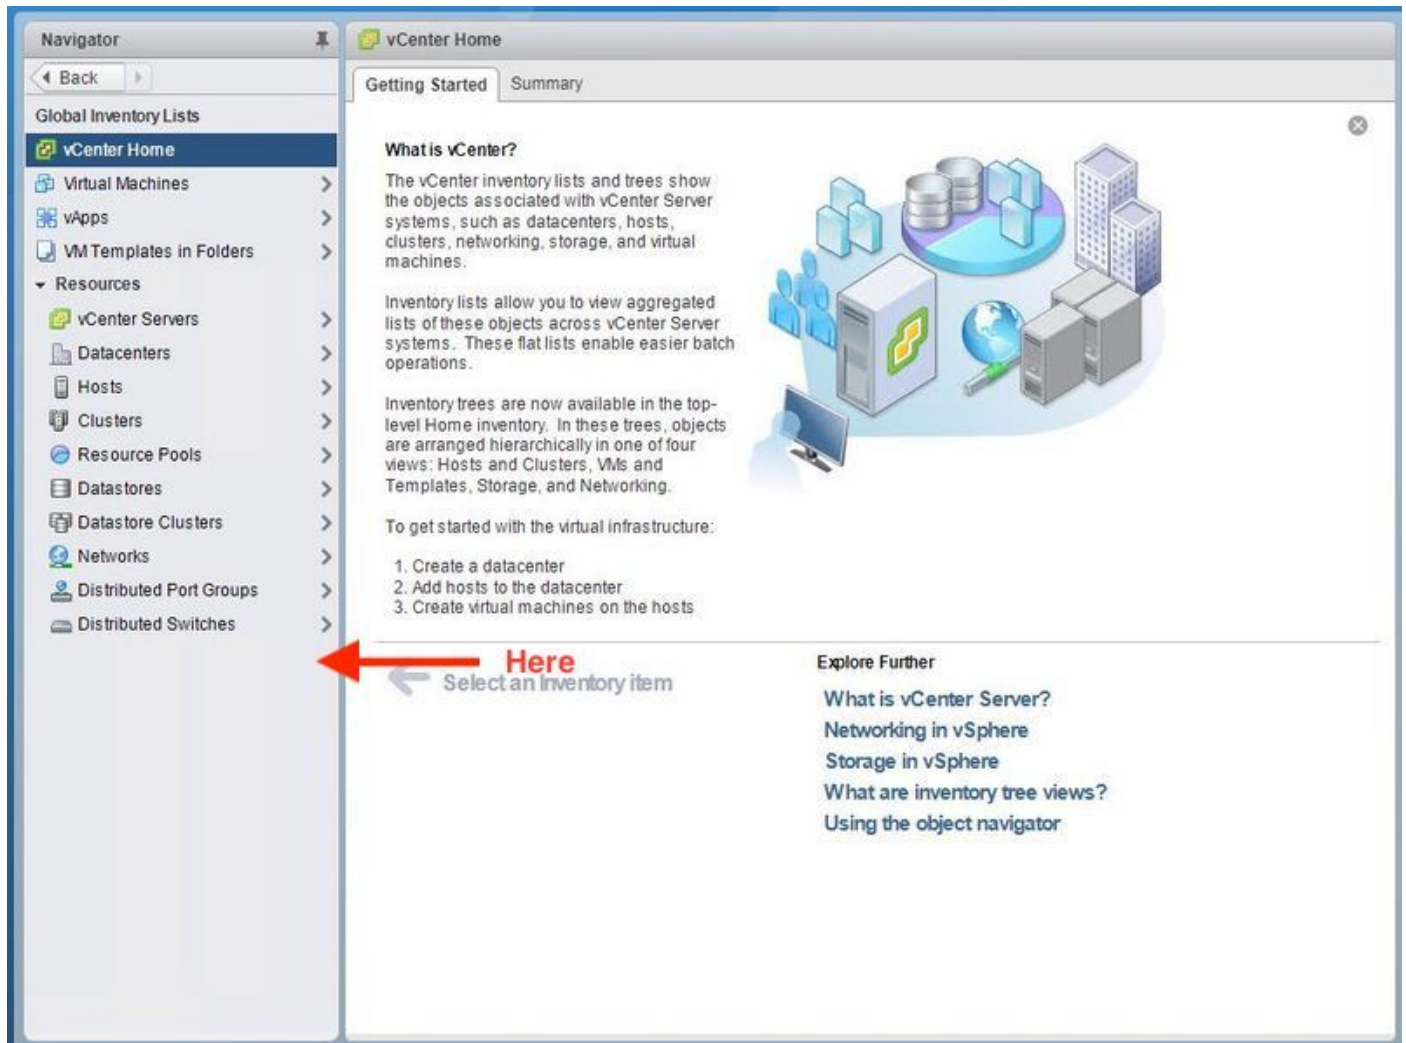 Navigator
Back
Global Inventory Lists
vCenter Home
Virtual Machines
vApps
VM Templates in Folders
Resources
vCenter Servers
Datacenters
Hosts
Clusters
Resource Pools
Datastores
Datastore Clusters
Networks
Distributed Port Groups
Distributed Switches
vCenter Home
Getting Started
Summary
What is vCenter?
The vCenter inventory lists and trees show
the objects associated with vCenter Server
systems, such as datacenters, hosts,
clusters, networking, storage, and virtual
machines.
Inventory lists allow you to view aggregated
lists of these objects across vCenter Server
systems. These flat lists enable easier batch
operations.
Inventory trees are now available in the top-
level Home inventory. In these trees, objects
are arranged hierarchically in one of four
views: Hosts and Clusters, VMs and
Templates, Storage, and Networking.
To get started with the virtual infrastructure:
1. Create a datacenter
2. Add hosts to the datacenter
3. Create virtual machines on the hosts
Here
Select an Inventory item
Explore Further
What is vCenter Server?
Networking in vSphere
Storage in vSphere
What are inventory tree views?
Using the object navigator